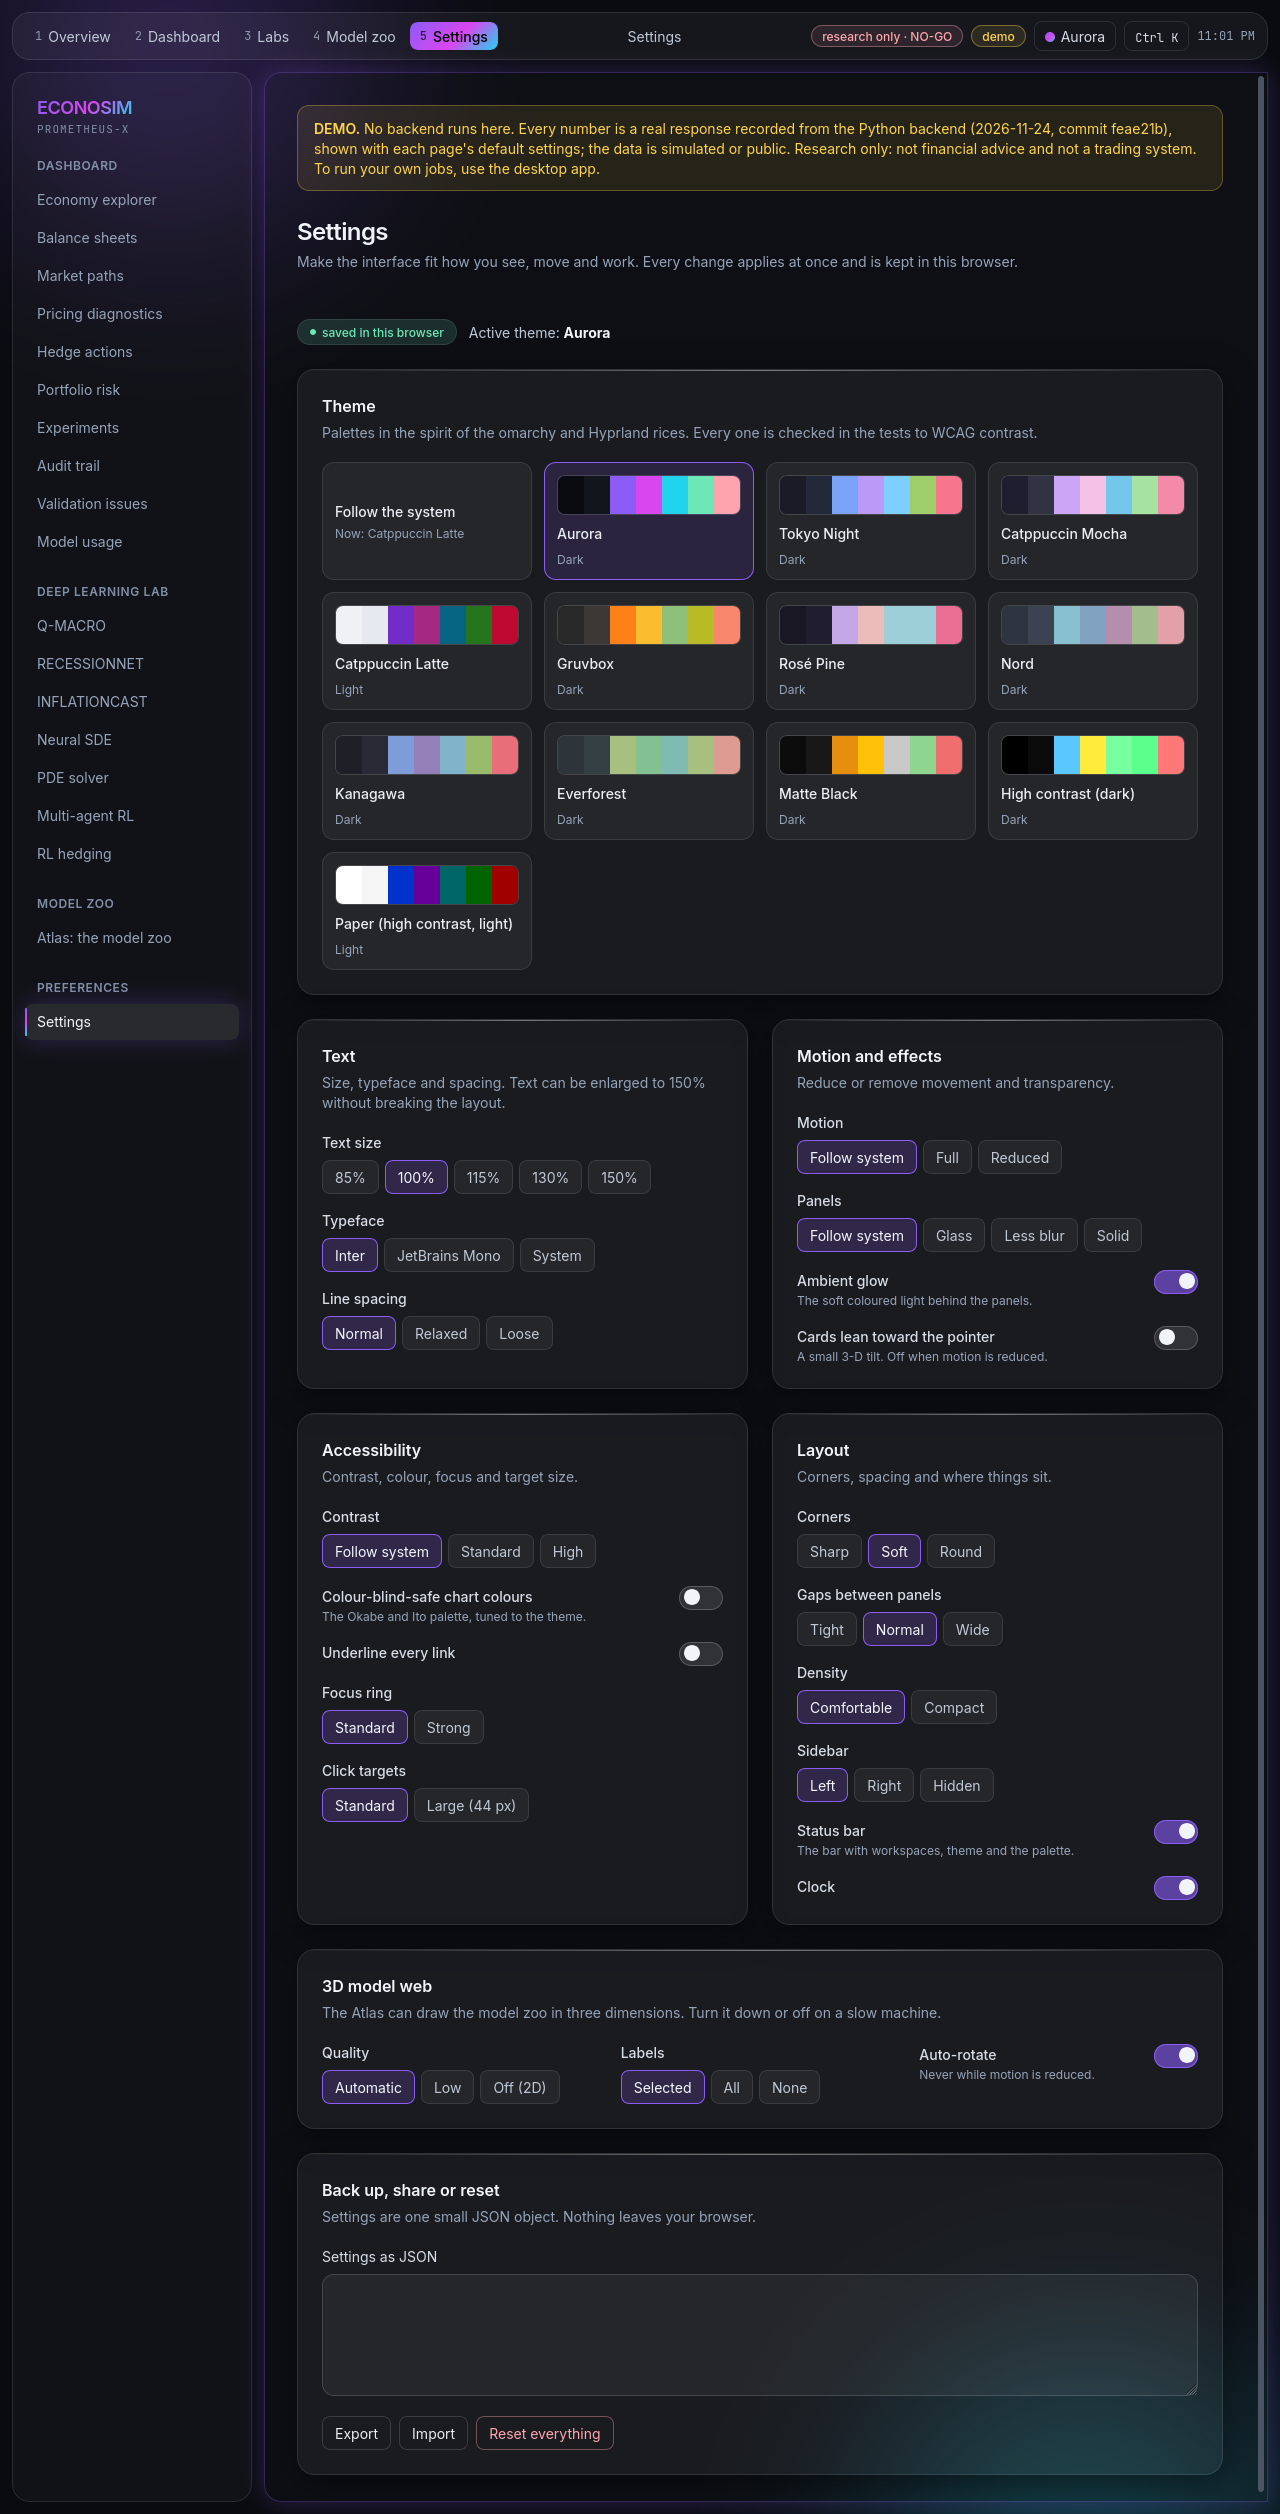 1 Overview
2 Dashboard
3 Labs
4 Model zoo
5 Settings
Settings
research only · NO-GO
demo
Aurora
Ctrl K
11:01 PM
ECONOSIM
PROMETHEUS-X
DASHBOARD
Economy explorer
Balance sheets
Market paths
Pricing diagnostics
Hedge actions
Portfolio risk
Experiments
Audit trail
Validation issues
Model usage
DEEP LEARNING LAB
Q-MACRO
RECESSIONNET
INFLATIONCAST
Neural SDE
PDE solver
Multi-agent RL
RL hedging
MODEL ZOO
Atlas: the model zoo
PREFERENCES
Settings
DEMO. No backend runs here. Every number is a real response recorded from the Python backend (2026-11-24, commit feae21b),
shown with each page's default settings; the data is simulated or public. Research only: not financial advice and not a trading system.
To run your own jobs, use the desktop app.
Settings
Make the interface fit how you see, move and work. Every change applies at once and is kept in this browser.
saved in this browser
Active theme: Aurora
Theme
Palettes in the spirit of the omarchy and Hyprland rices. Every one is checked in the tests to WCAG contrast.
Follow the system
Now: Catppuccin Latte
Aurora
Dark
Tokyo Night
Dark
Catppuccin Mocha
Dark
Catppuccin Latte
Light
Gruvbox
Dark
Rosé Pine
Dark
Nord
Dark
Kanagawa
Dark
Everforest
Dark
Matte Black
Dark
High contrast (dark)
Dark
Paper (high contrast, light)
Light
Text
Size, typeface and spacing. Text can be enlarged to 150%
without breaking the layout.
Text size
85%
100%
115%
130%
150%
Typeface
Inter
JetBrains Mono
System
Line spacing
Normal
Relaxed
Loose
Motion and effects
Reduce or remove movement and transparency.
Motion
Follow system
Full
Reduced
Panels
Follow system
Glass
Less blur
Solid
Ambient glow
The soft coloured light behind the panels.
Cards lean toward the pointer
A small 3-D tilt. Off when motion is reduced.
Accessibility
Contrast, colour, focus and target size.
Contrast
Follow system
Standard
High
Colour-blind-safe chart colours
The Okabe and Ito palette, tuned to the theme.
Underline every link
Focus ring
Standard
Strong
Click targets
Standard
Large (44 px)
Layout
Corners, spacing and where things sit.
Corners
Sharp
Soft
Round
Gaps between panels
Tight
Normal
Wide
Density
Comfortable
Compact
Sidebar
Left
Right
Hidden
Status bar
The bar with workspaces, theme and the palette.
Clock
3D model web
The Atlas can draw the model zoo in three dimensions. Turn it down or off on a slow machine.
Quality
Automatic
Low
Off (2D)
Labels
Selected
All
None
Auto-rotate
Never while motion is reduced.
Back up, share or reset
Settings are one small JSON object. Nothing leaves your browser.
Settings as JSON
Export
Import
Reset everything